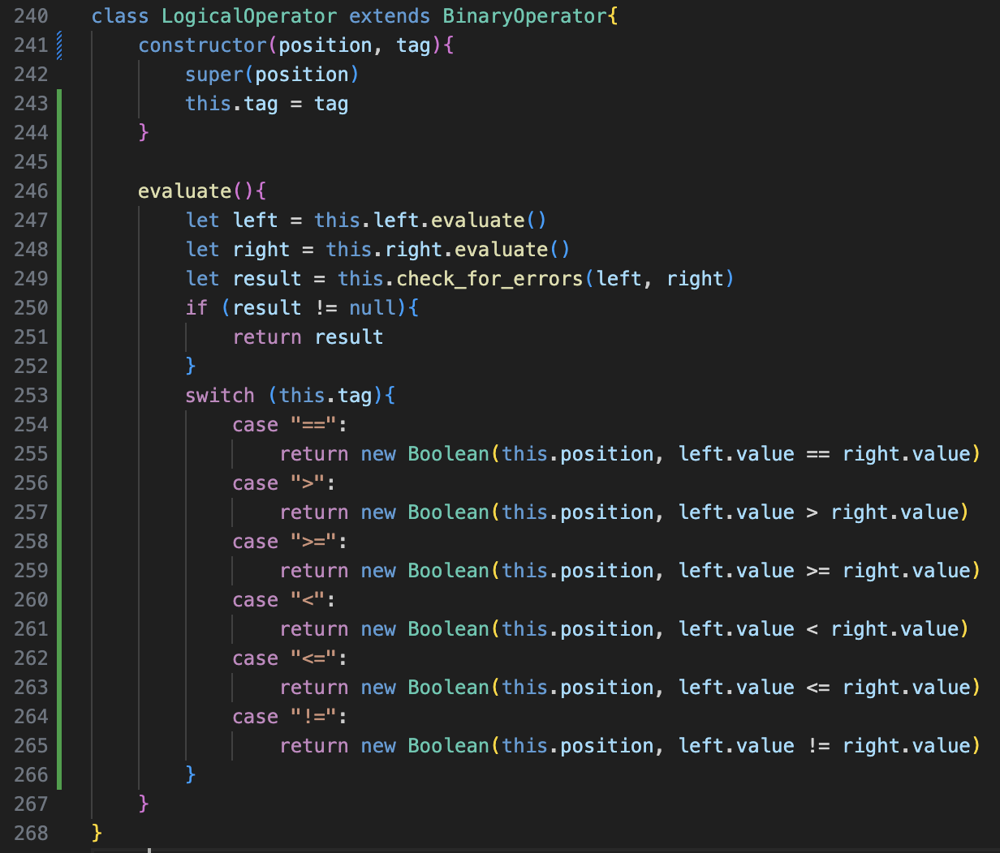 240 class LogicalOperator extends BinaryOperator{
241     constructor(position, tag){
242         super(position)
243         this.tag = tag
244     }
245
246     evaluate(){
247         let left = this.left.evaluate()
248         let right = this.right.evaluate()
249         let result = this.check_for_errors(left, right)
250         if (result != null){
251             return result
252         }
253         switch (this.tag){
254             case "==":
255                 return new Boolean(this.position, left.value == right.value)
256             case ">":
257                 return new Boolean(this.position, left.value > right.value)
258             case ">=":
259                 return new Boolean(this.position, left.value >= right.value)
260             case "<":
261                 return new Boolean(this.position, left.value < right.value)
262             case "<=":
263                 return new Boolean(this.position, left.value <= right.value)
264             case "!=":
265                 return new Boolean(this.position, left.value != right.value)
266         }
267     }
268 }